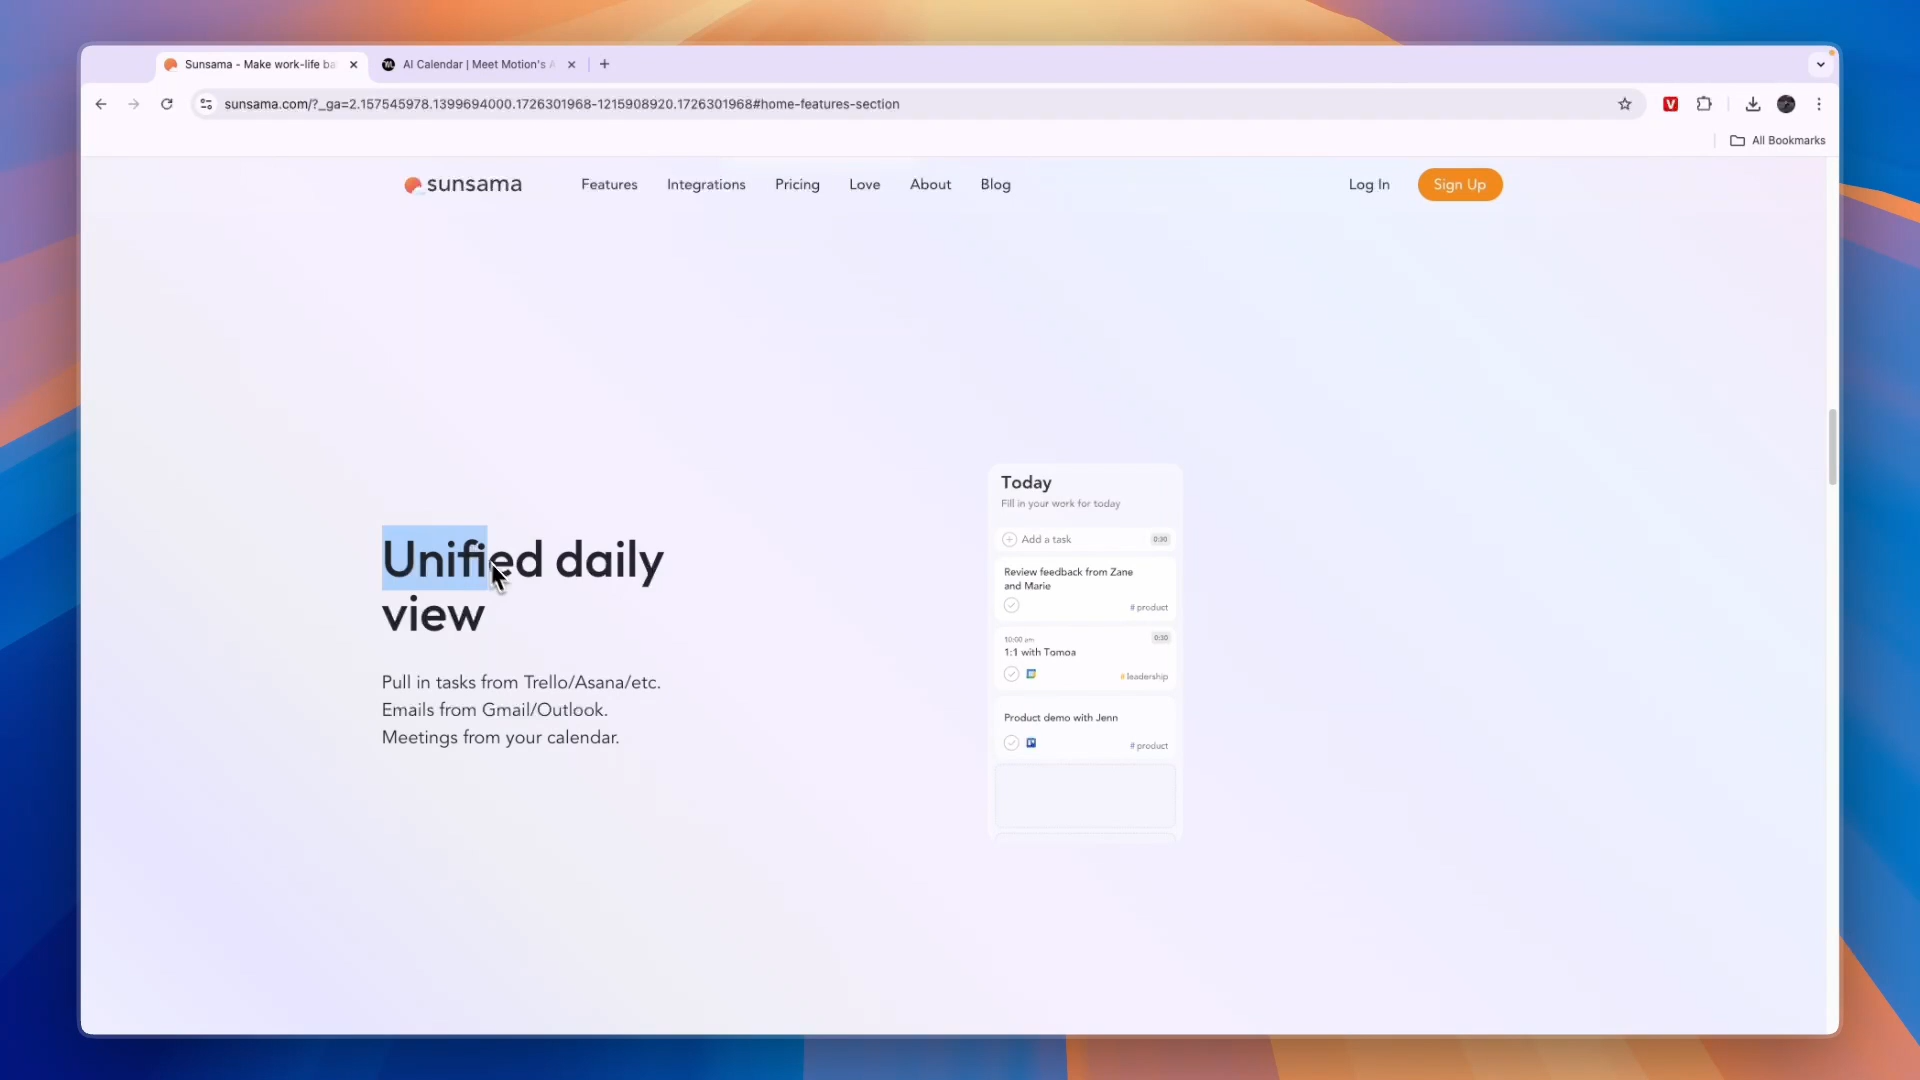 Sunsama - Make work-life ba
AI Calendar | Meet Motion's A
sunsama.com/?_ga=2.157545978.1399694000.1726301968-1215908920.1726301968#home-features-section
V
All Bookmarks
sunsama
Features
Integrations
Pricing
Love
About
Blog
Log In
Sign Up
Unified daily
view
Pull in tasks from Trello/Asana/etc.
Emails from Gmail/Outlook.
Meetings from your calendar.
Today
Fill in your work for today
Add a task
0:30
Review feedback from Zane
and Marie
# product
10:00 am
0:30
1:1 with Tomoa
# leadership
Product demo with Jenn
# product